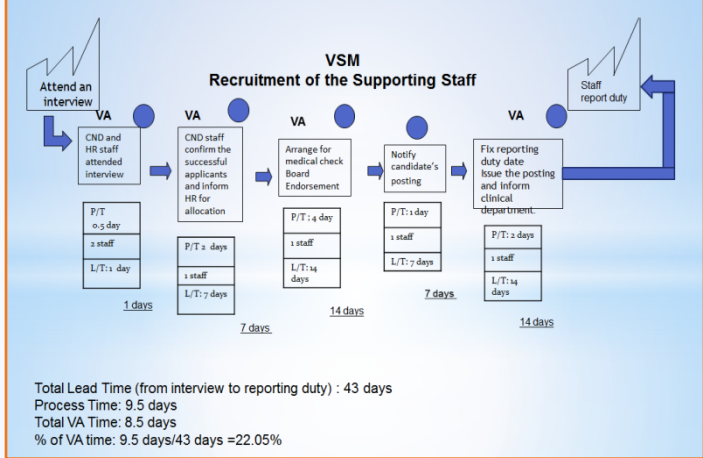 VSM
Recruitment of the Supporting Staff
Attend an
interview
Staff
report duty
VA
VA
VA
VA
CND and
HR staff
attended
interview
CND staff
confirm the
successful
applicants
and inform
HR for
allocation
Arrange for
medical check
Board
Endorsement
Notify
candidate's
posting
Fix reporting
duty date
Issue the posting
and inform
clinical
department.
P/T
0.5 day
2 staff
L/T: 1 day
P/T 2 days
1 staff
L/T: 7 days
P/T : 4 day
1 staff
L/T: 14
days
P/T: 1 day
1 staff
L/T: 7 days
P/T: 2 days
1 staff
L/T: 14
days
1 days
7 days
14 days
7 days
14 days
Total Lead Time (from interview to reporting duty) : 43 days
Process Time: 9.5 days
Total VA Time: 8.5 days
% of VA time: 9.5 days/43 days =22.05%